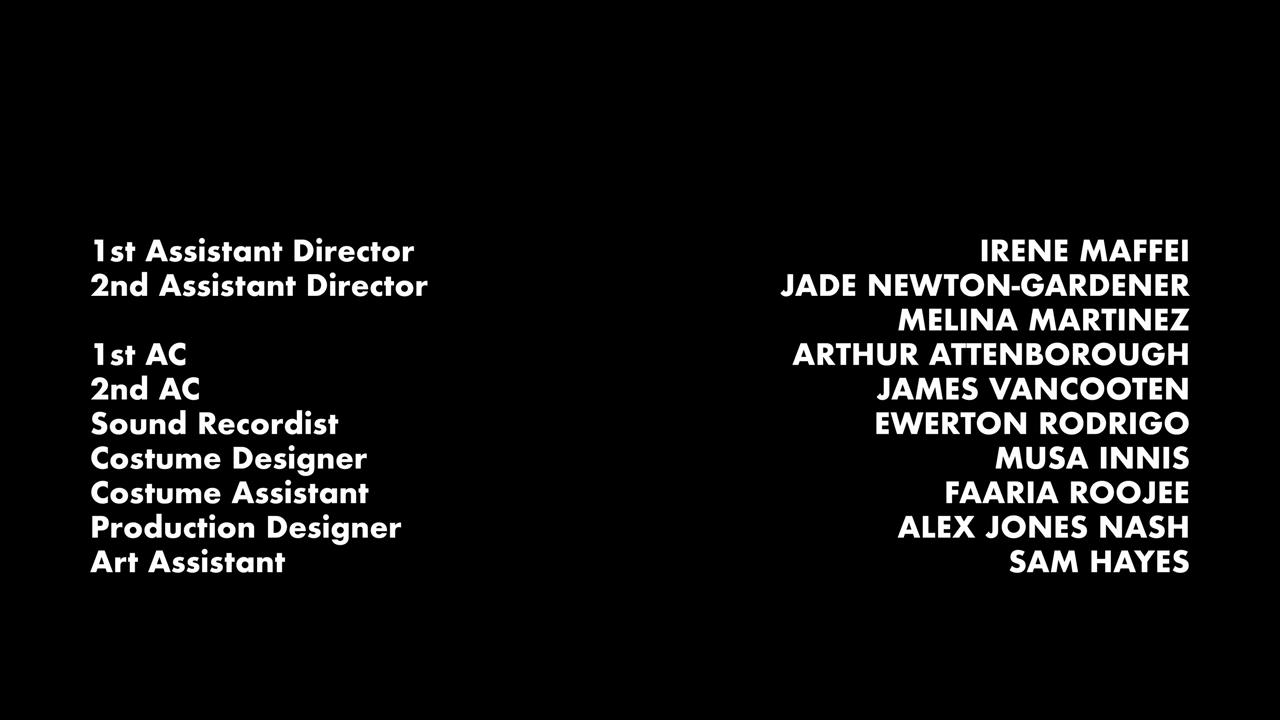 1st Assistant Director IRENE MAFFEI
2nd Assistant Director JADE NEWTON-GARDENER
MELINA MARTINEZ
1st AC ARTHUR ATTENBOROUGH
2nd AC JAMES VANCOOTEN
Sound Recordist EWERTON RODRIGO
Costume Designer MUSA INNIS
Costume Assistant FAARIA ROOJEE
Production Designer ALEX JONES NASH
Art Assistant SAM HAYES